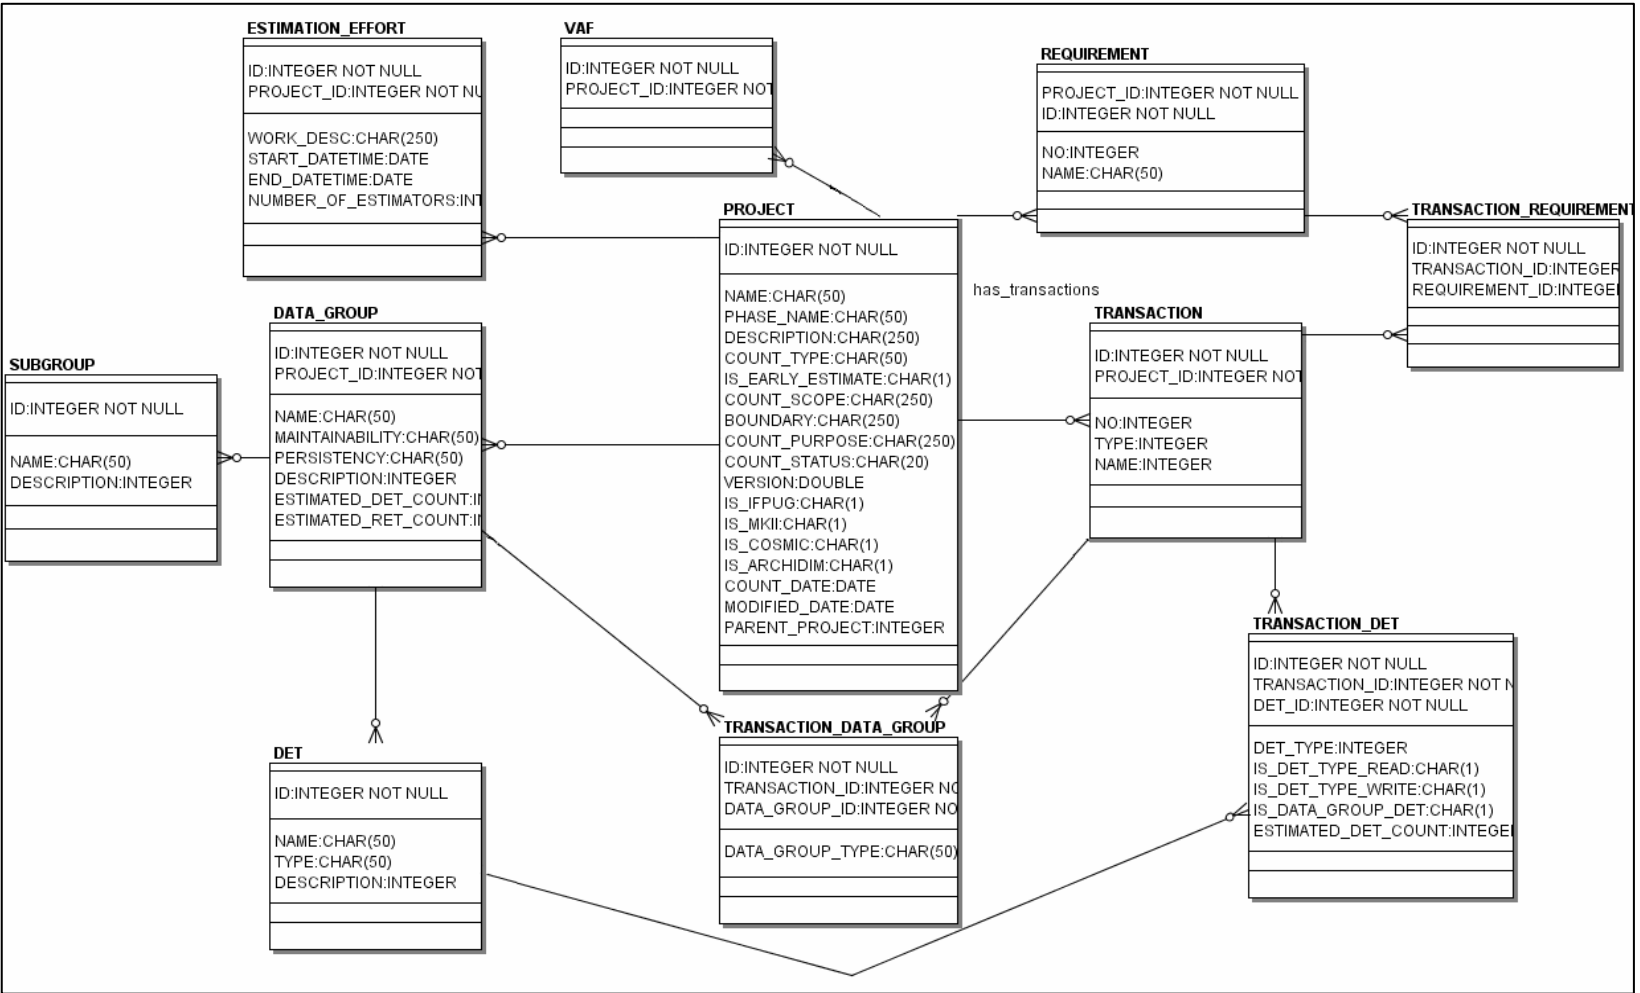 ESTIMATION_EFFORT
ID:INTEGER NOT NULL
PROJECT_ID:INTEGER NOT NU
WORK_DESC:CHAR(250)
START_DATETIME:DATE
END_DATETIME:DATE
NUMBER_OF_ESTIMATORS:INT
VAF
ID:INTEGER NOT NULL
PROJECT_ID:INTEGER NOT
REQUIREMENT
PROJECT_ID:INTEGER NOT NULL
ID:INTEGER NOT NULL
NO:INTEGER
NAME:CHAR(50)
TRANSACTION_REQUIREMENT
ID:INTEGER NOT NULL
TRANSACTION_ID:INTEGER
REQUIREMENT_ID:INTEGE
PROJECT
ID:INTEGER NOT NULL
NAME:CHAR(50)
PHASE_NAME:CHAR(50)
DESCRIPTION:CHAR(250)
COUNT_TYPE:CHAR(50)
IS_EARLY_ESTIMATE:CHAR(1)
COUNT_SCOPE:CHAR(250)
BOUNDARY:CHAR(250)
COUNT_PURPOSE:CHAR(250)
COUNT_STATUS:CHAR(20)
VERSION:DOUBLE
IS_IFPUG:CHAR(1)
IS_MKII:CHAR(1)
IS_COSMIC:CHAR(1)
IS_ARCHIDIM:CHAR(1)
COUNT_DATE:DATE
MODIFIED_DATE:DATE
PARENT_PROJECT:INTEGER
has_transactions
TRANSACTION
ID:INTEGER NOT NULL
PROJECT_ID:INTEGER NOT
NO:INTEGER
TYPE:INTEGER
NAME:INTEGER
DATA_GROUP
ID:INTEGER NOT NULL
PROJECT_ID:INTEGER NOT
NAME:CHAR(50)
MAINTAINABILITY:CHAR(50)
PERSISTENCY:CHAR(50)
DESCRIPTION:INTEGER
ESTIMATED_DET_COUNT:IN
ESTIMATED_RET_COUNT:IN
SUBGROUP
ID:INTEGER NOT NULL
NAME:CHAR(50)
DESCRIPTION:INTEGER
TRANSACTION_DET
ID:INTEGER NOT NULL
TRANSACTION_ID:INTEGER NOT N
DET_ID:INTEGER NOT NULL
DET_TYPE:INTEGER
IS_DET_TYPE_READ:CHAR(1)
IS_DET_TYPE_WRITE:CHAR(1)
IS_DATA_GROUP_DET:CHAR(1)
ESTIMATED_DET_COUNT:INTEGE
TRANSACTION_DATA_GROUP
ID:INTEGER NOT NULL
TRANSACTION_ID:INTEGER NO
DATA_GROUP_ID:INTEGER NO
DATA_GROUP_TYPE:CHAR(50)
DET
ID:INTEGER NOT NULL
NAME:CHAR(50)
TYPE:CHAR(50)
DESCRIPTION:INTEGER